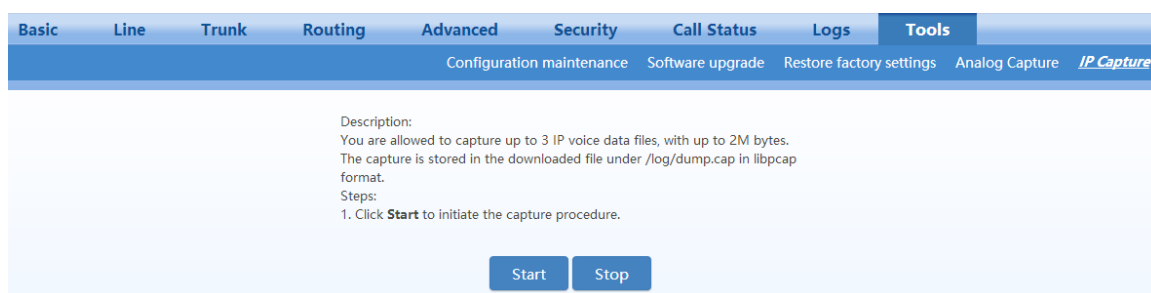 Basic Line Trunk Routing Advanced Security Call Status Logs Tools
Configuration maintenance Software upgrade Restore factory settings Analog Capture IP Capture
Description:
You are allowed to capture up to 3 IP voice data files, with up to 2M bytes.
The capture is stored in the downloaded file under /log/dump.cap in libpcap
format.
Steps:
1. Click Start to initiate the capture procedure.
Start Stop